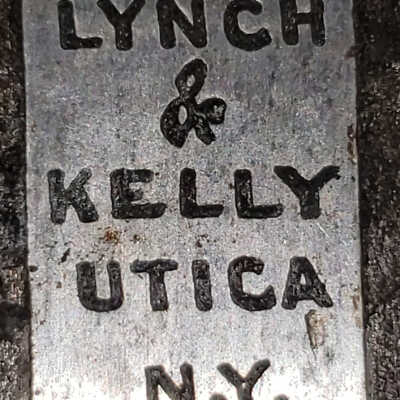 LYNCH
&
KELLY
UTICA
N.Y.